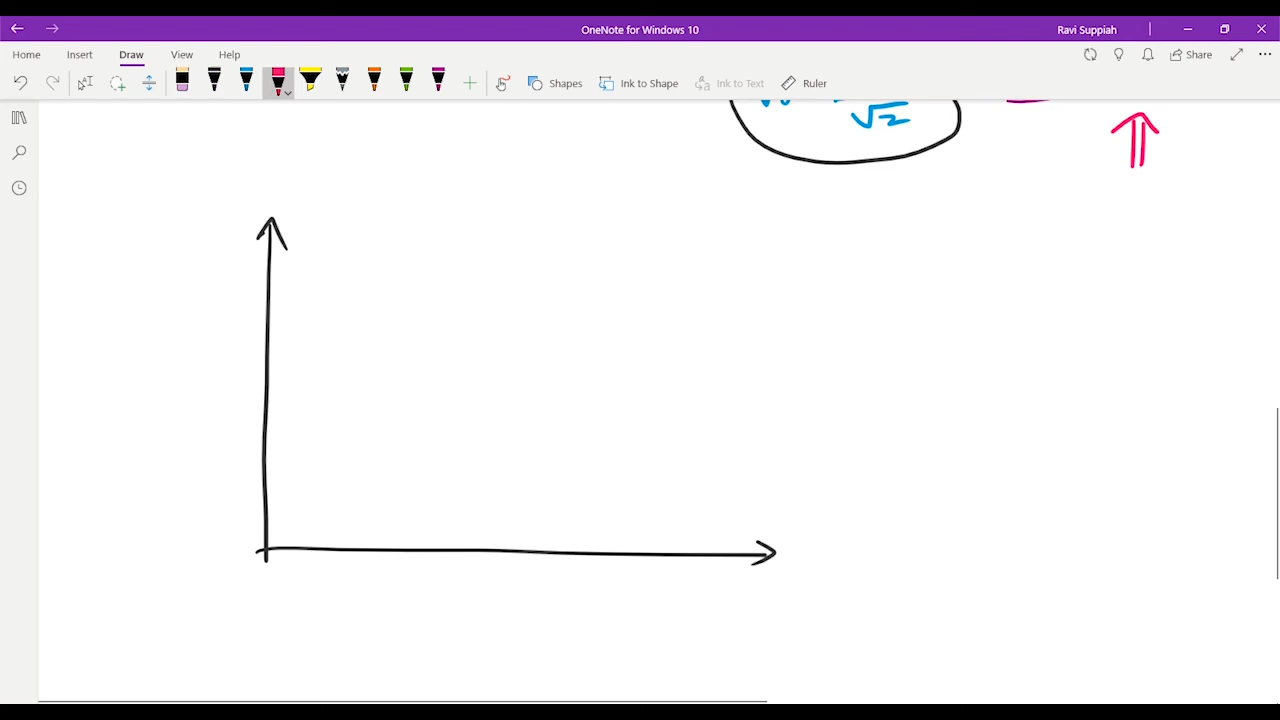 OneNote for Windows 10
Ravi Suppiah
Home Insert Draw View Help
Share
Shapes Ink to Shape Ink to Text Ruler
√2